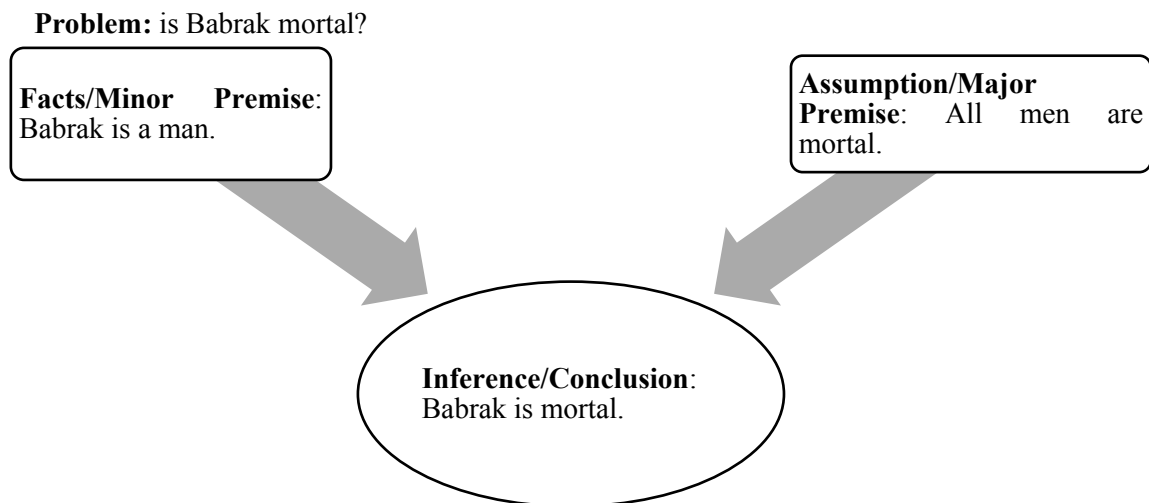 Problem: is Babrak mortal?
Facts/Minor Premise:
Babrak is a man.
Assumption/Major
Premise: All men are
mortal.
Inference/Conclusion:
Babrak is mortal.